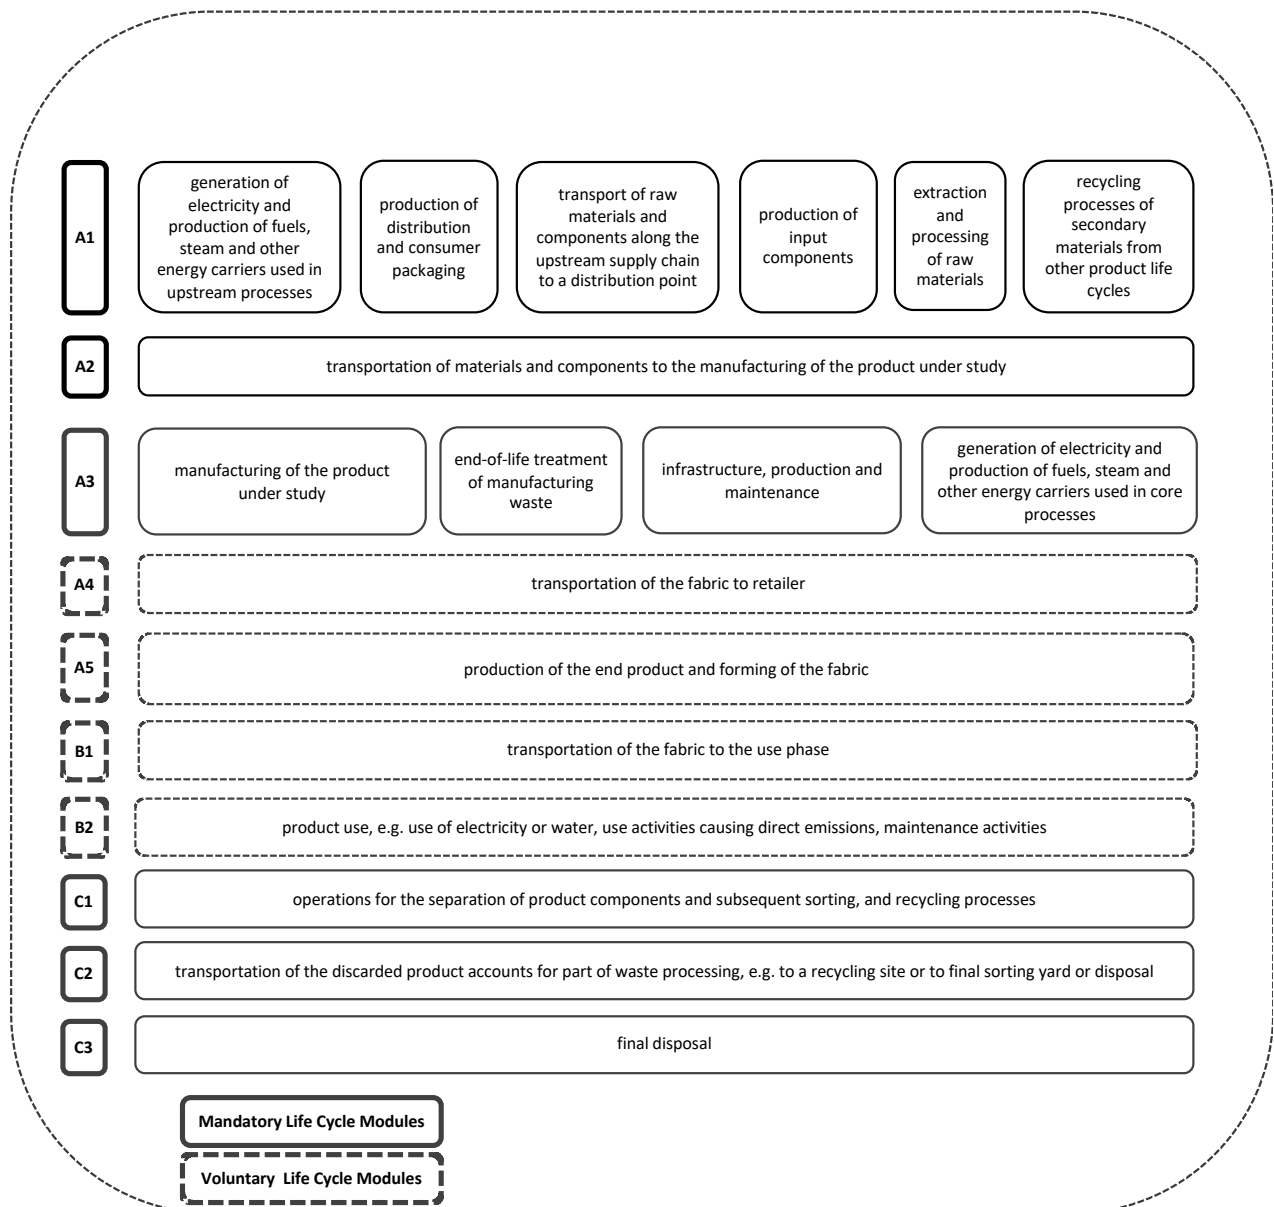 A1
generation of
electricity and
production of fuels,
steam and other
energy carriers used in
upstream processes
production of
distribution
and consumer
packaging
transport of raw
materials and
components along the
upstream supply chain
to a distribution point
production of
input
components
extraction
and
processing
of raw
materials
recycling
processes of
secondary
materials from
other product life
cycles
A2
transportation of materials and components to the manufacturing of the product under study
A3
manufacturing of the product
under study
end-of-life treatment
of manufacturing
waste
infrastructure, production and
maintenance
generation of electricity and
production of fuels, steam and
other energy carriers used in core
processes
A4
transportation of the fabric to retailer
A5
production of the end product and forming of the fabric
B1
transportation of the fabric to the use phase
B2
product use, e.g. use of electricity or water, use activities causing direct emissions, maintenance activities
C1
operations for the separation of product components and subsequent sorting, and recycling processes
C2
transportation of the discarded product accounts for part of waste processing, e.g. to a recycling site or to final sorting yard or disposal
C3
final disposal
Mandatory Life Cycle Modules
Voluntary Life Cycle Modules